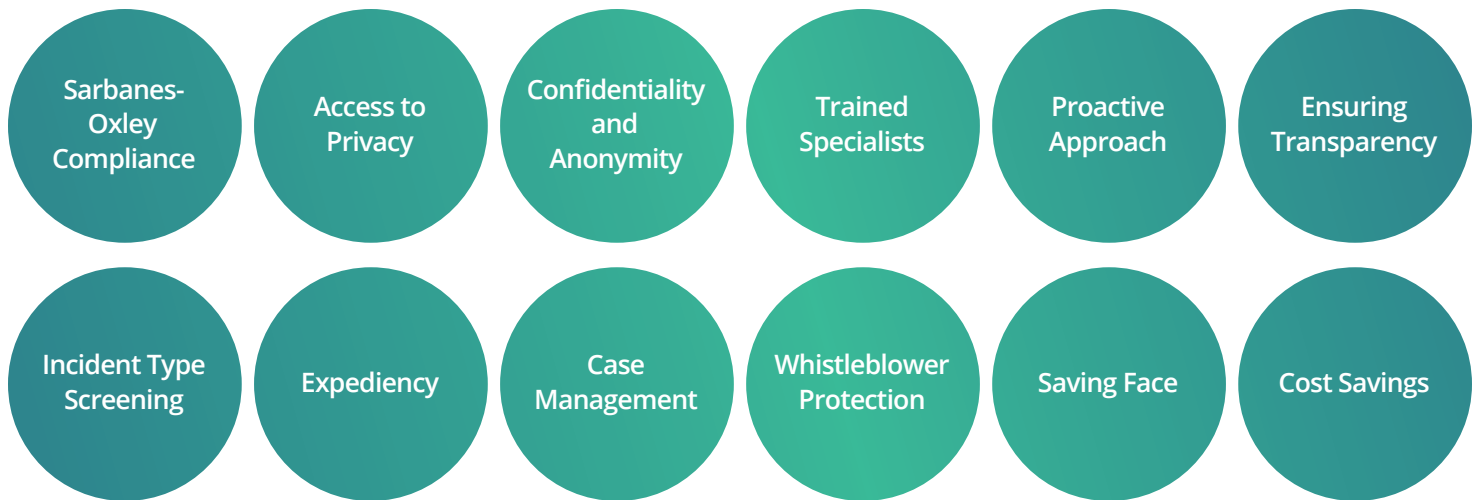 Sarbanes-
Oxley
Compliance
Access to
Privacy
Confidentiality
and
Anonymity
Trained
Specialists
Proactive
Approach
Ensuring
Transparency
Incident Type
Screening
Expediency
Case
Management
Whistleblower
Protection
Saving Face
Cost Savings